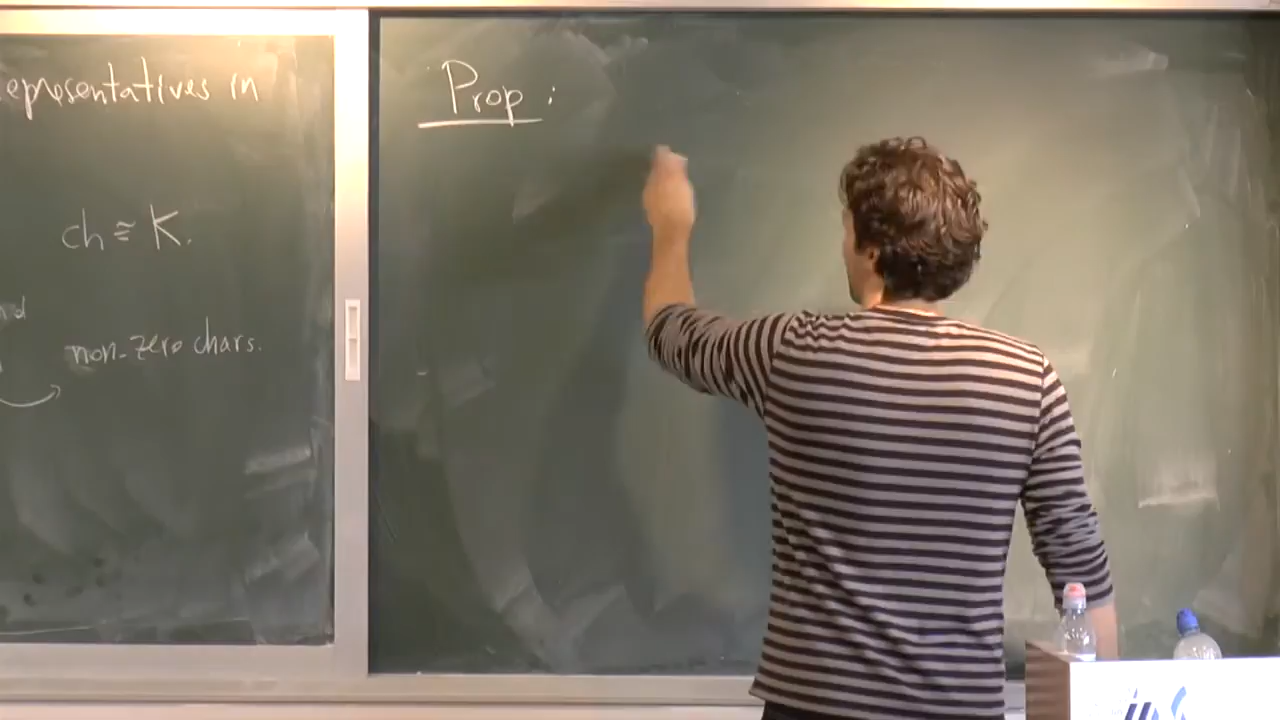 epresentatives in
ch ≅ K.
nd
non-zero chars.
Prop :